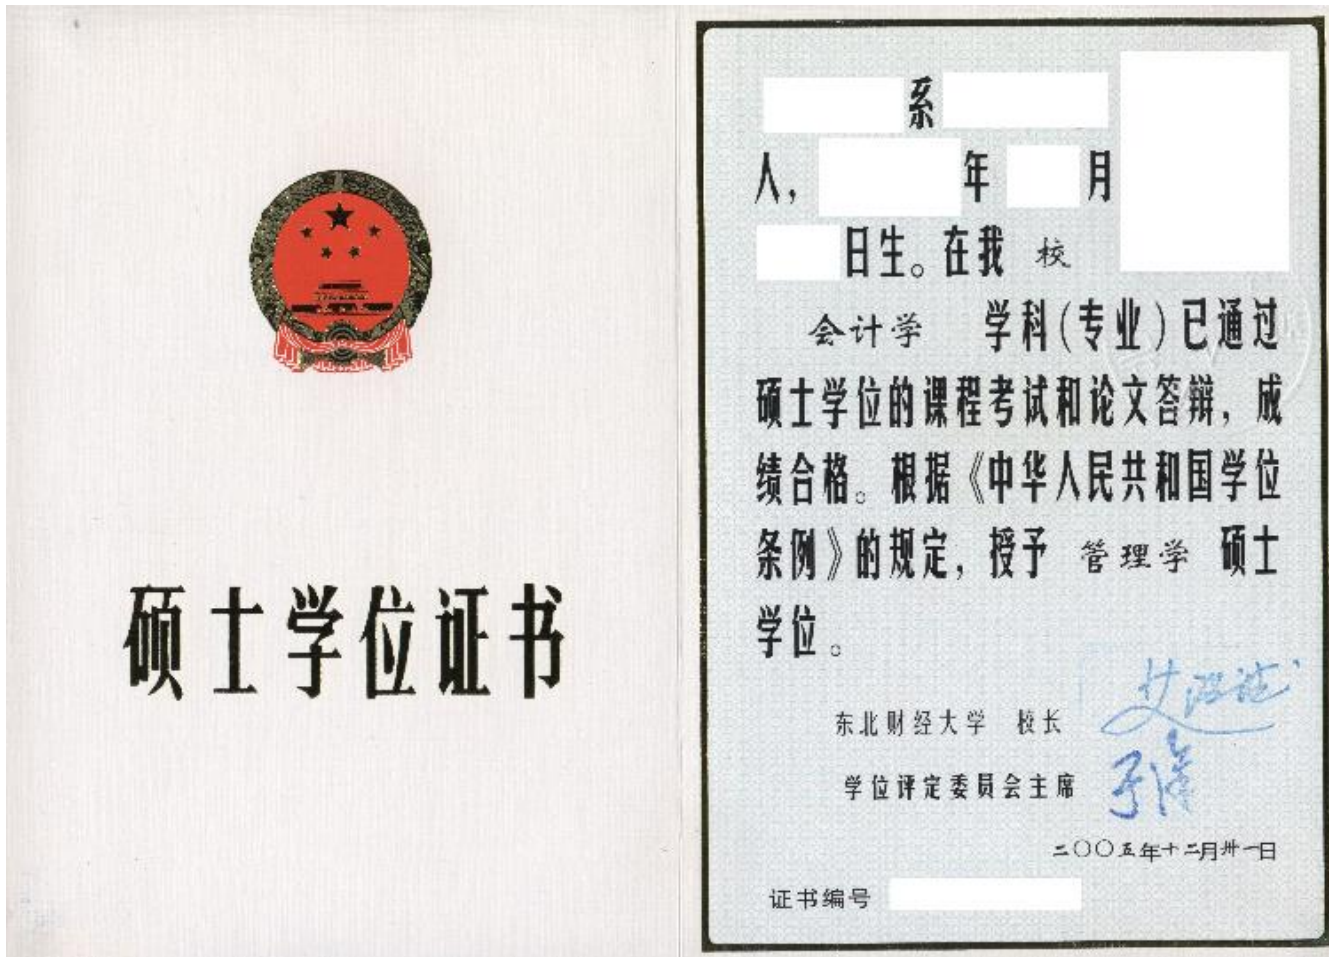 硕士学位证书
系
人， 年 月
日生。在我 校
会计学 学科(专业)已通过
硕士学位的课程考试和论文答辩，成
绩合格。根据《中华人民共和国学位
条例》的规定，授予 管理学 硕士
学位。
东北财经大学 校长
学位评定委员会主席
二〇〇五年十二月卅一日
证书编号